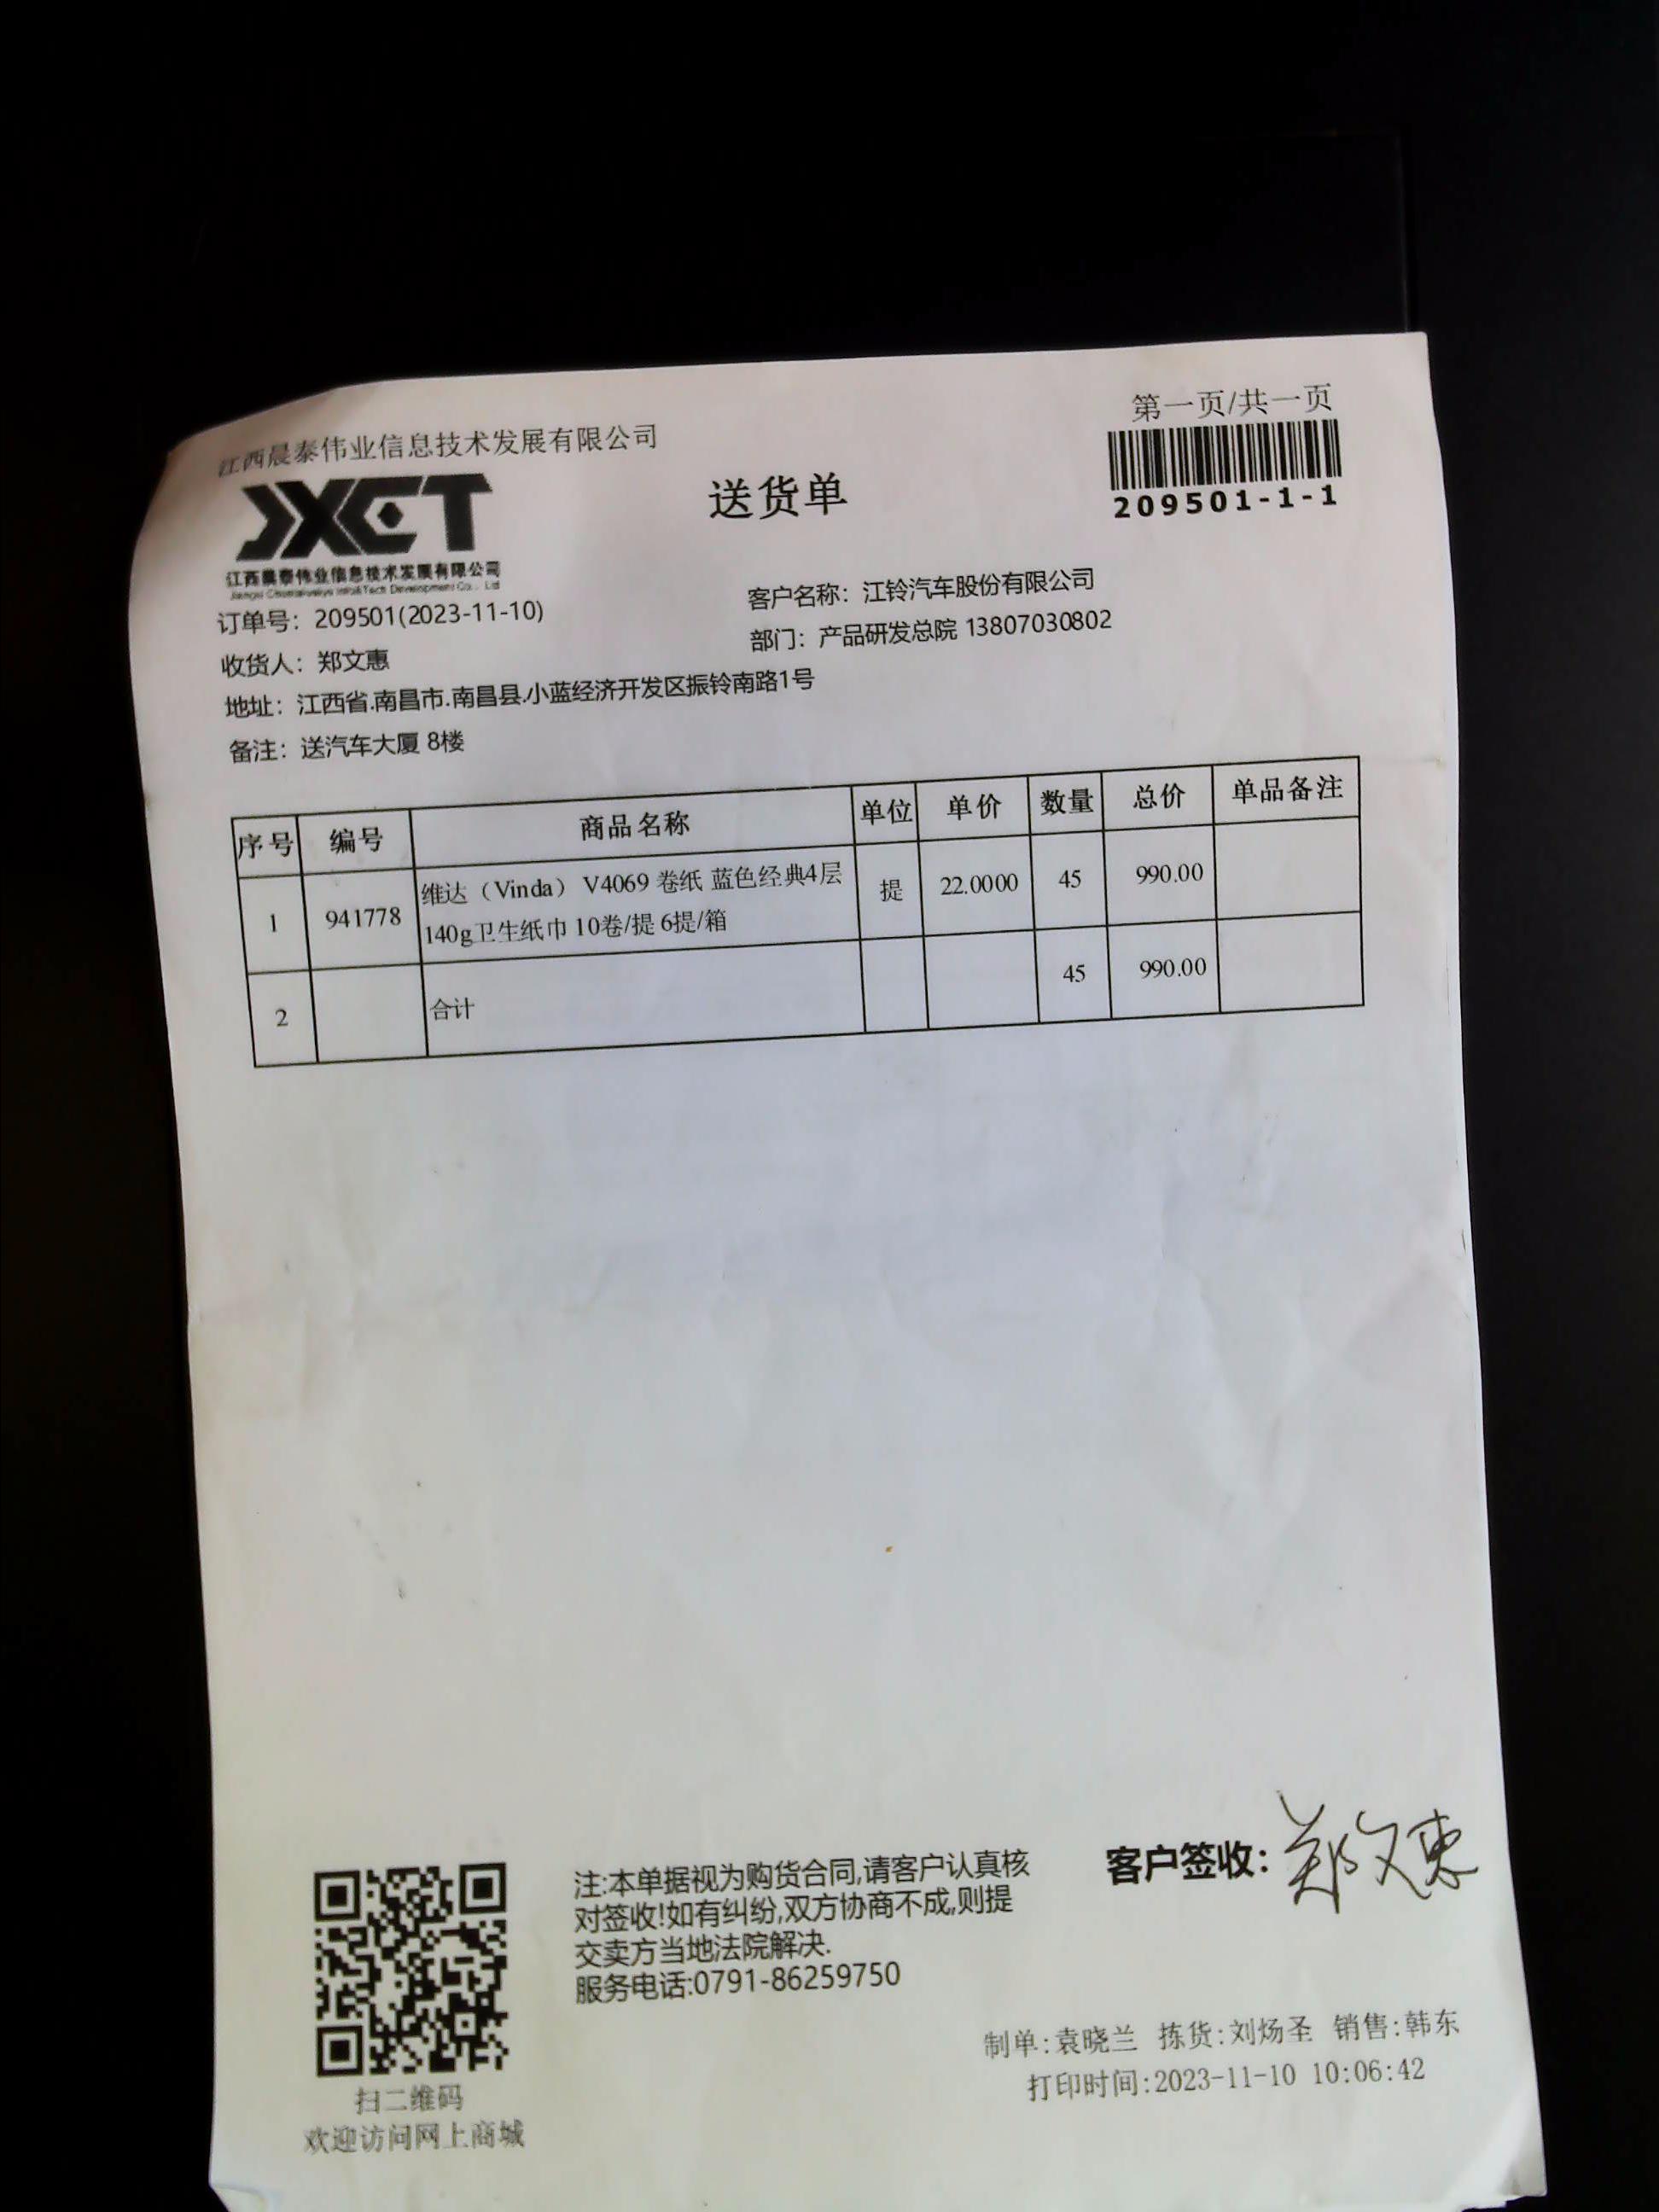 江西晨泰伟业信息技术发展有限公司
第一页/共一页
JXCT
送货单
209501-1-1
江西晨泰伟业信息技术发展有限公司
订单号：209501(2023-11-10)
客户名称：江铃汽车股份有限公司
收货人：郑文惠
部门：产品研发总院 13807030802
地址：江西省.南昌市.南昌县.小蓝经济开发区振铃南路1号
备注：送汽车大厦 8楼
序号 编号 商品名称 单位 单价 数量 总价 单品备注
1 941778 维达（Vinda） V4069 卷纸 蓝色经典4层 提 22.0000 45 990.00
140g卫生纸巾 10卷/提 6提/箱
2 合计 45 990.00
注:本单据视为购货合同,请客户认真核
对签收!如有纠纷,双方协商不成,则提
交卖方当地法院解决.
服务电话:0791-86259750
客户签收：郑文惠
制单:袁晓兰 拣货:刘炀圣 销售:韩东
打印时间:2023-11-10 10:06:42
扫二维码
欢迎访问网上商城